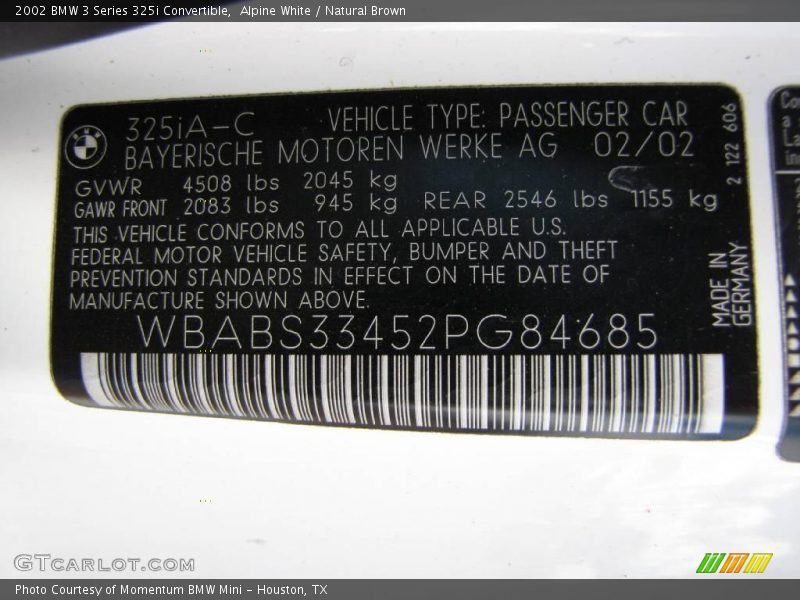 2002 BMW 3 Series 325i Convertible,  Alpine White / Natural Brown
BMW
325iA-C VEHICLE TYPE: PASSENGER CAR
BAYERISCHE MOTOREN WERKE AG 02/02
GVWR 4508 lbs 2045 kg
GAWR FRONT 2083 lbs 945 kg REAR 2546 lbs 1155 kg
THIS VEHICLE CONFORMS TO ALL APPLICABLE U.S.
FEDERAL MOTOR VEHICLE SAFETY, BUMPER AND THEFT
PREVENTION STANDARDS IN EFFECT ON THE DATE OF
MANUFACTURE SHOWN ABOVE.
WBABS33452PG84685
2 122 606
MADE IN
GERMANY
GTCARLOT.COM
Photo Courtesy of Momentum BMW Mini - Houston, TX